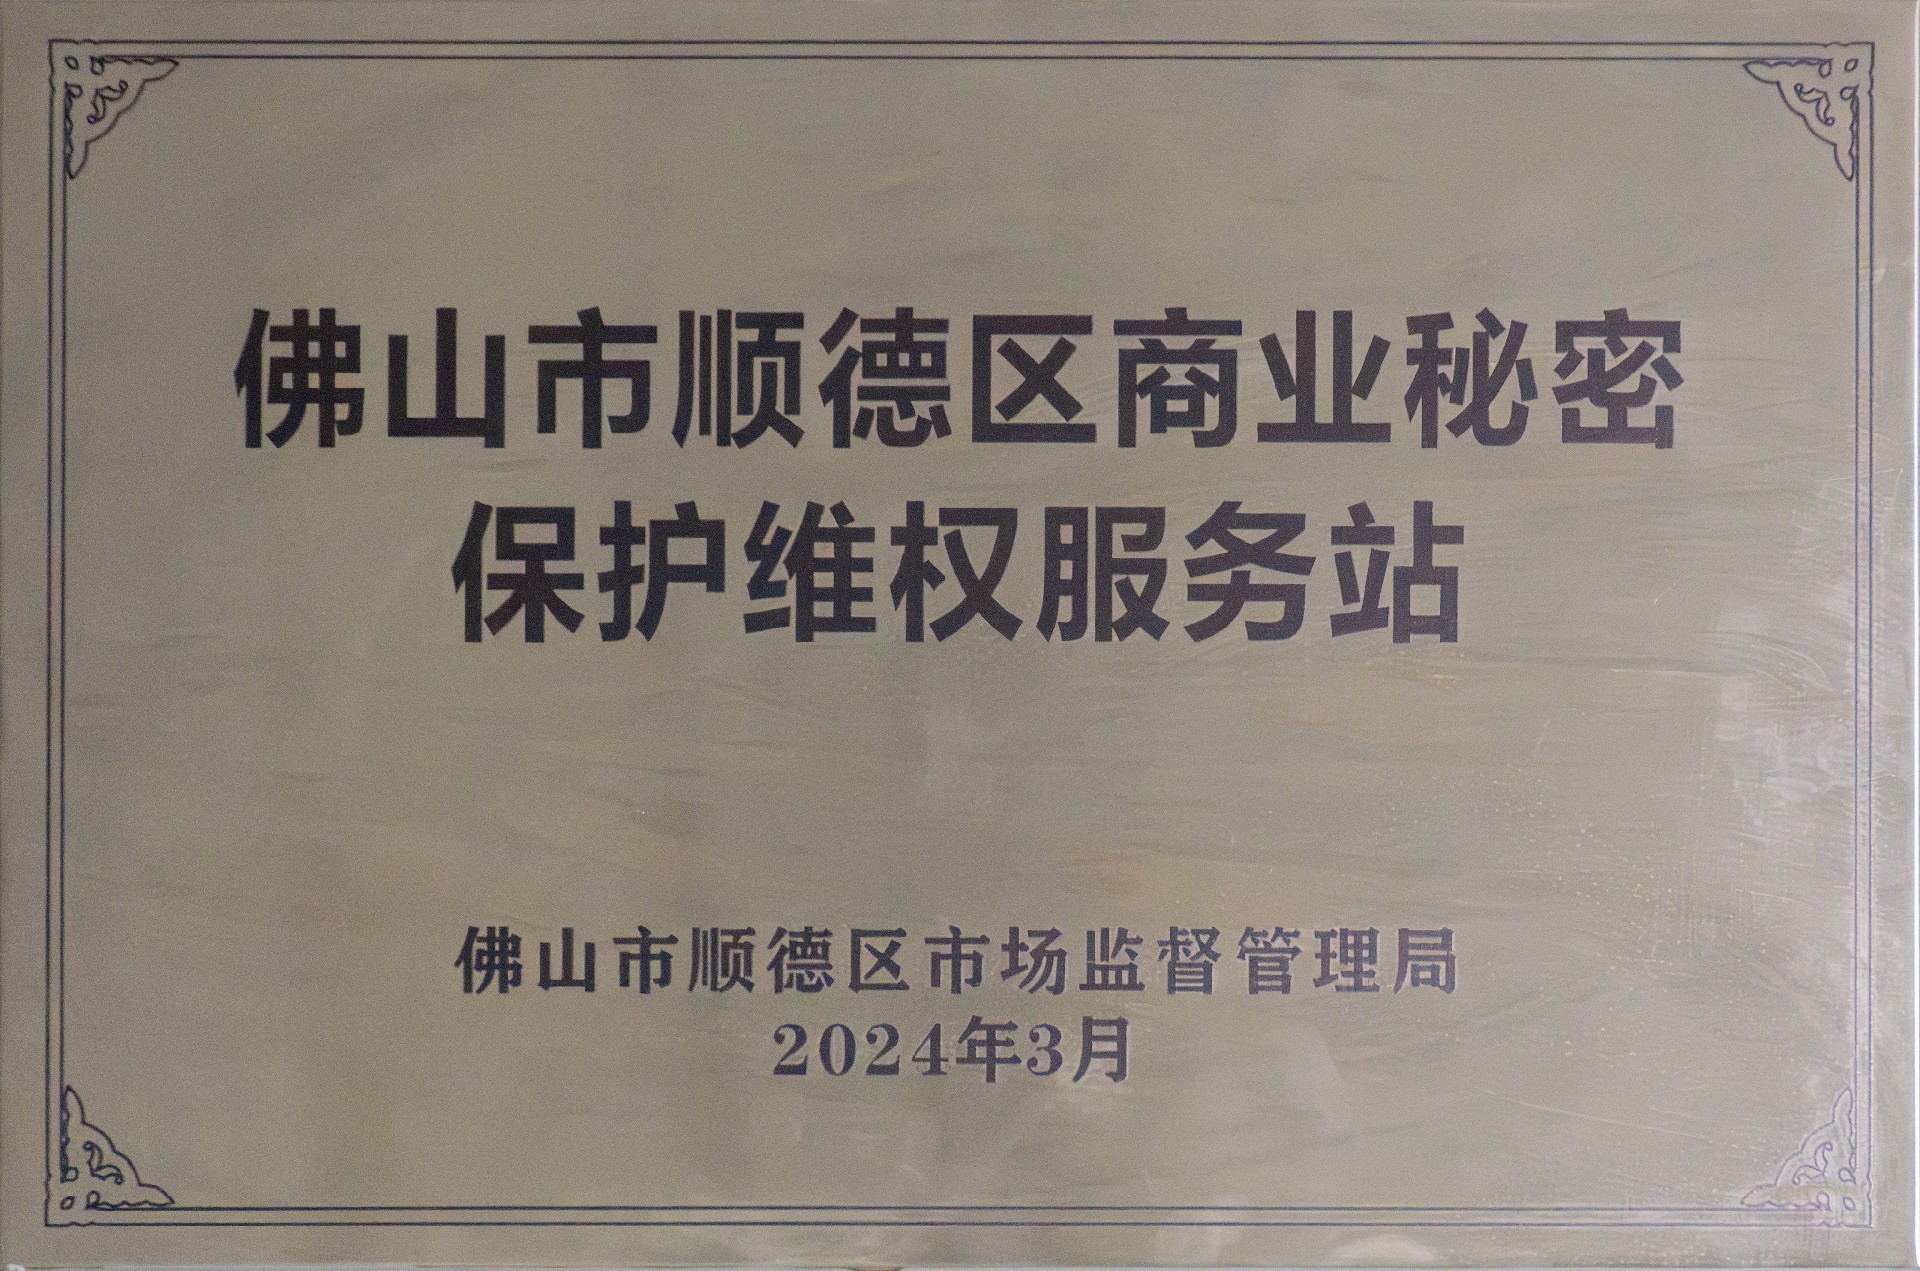 佛山市顺德区商业秘密
保护维权服务站
佛山市顺德区市场监督管理局
2024年3月